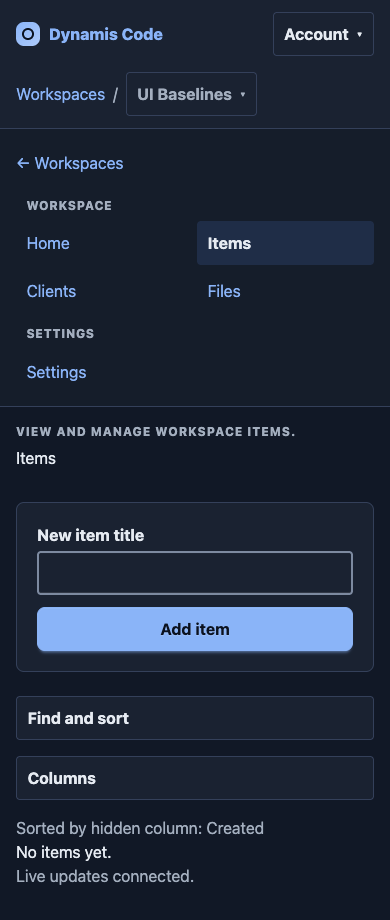 Dynamis Code
Account ▾
Workspaces / UI Baselines ▾
← Workspaces
WORKSPACE
Home
Items
Clients
Files
SETTINGS
Settings
VIEW AND MANAGE WORKSPACE ITEMS.
Items
New item title
Add item
Find and sort
Columns
Sorted by hidden column: Created
No items yet.
Live updates connected.